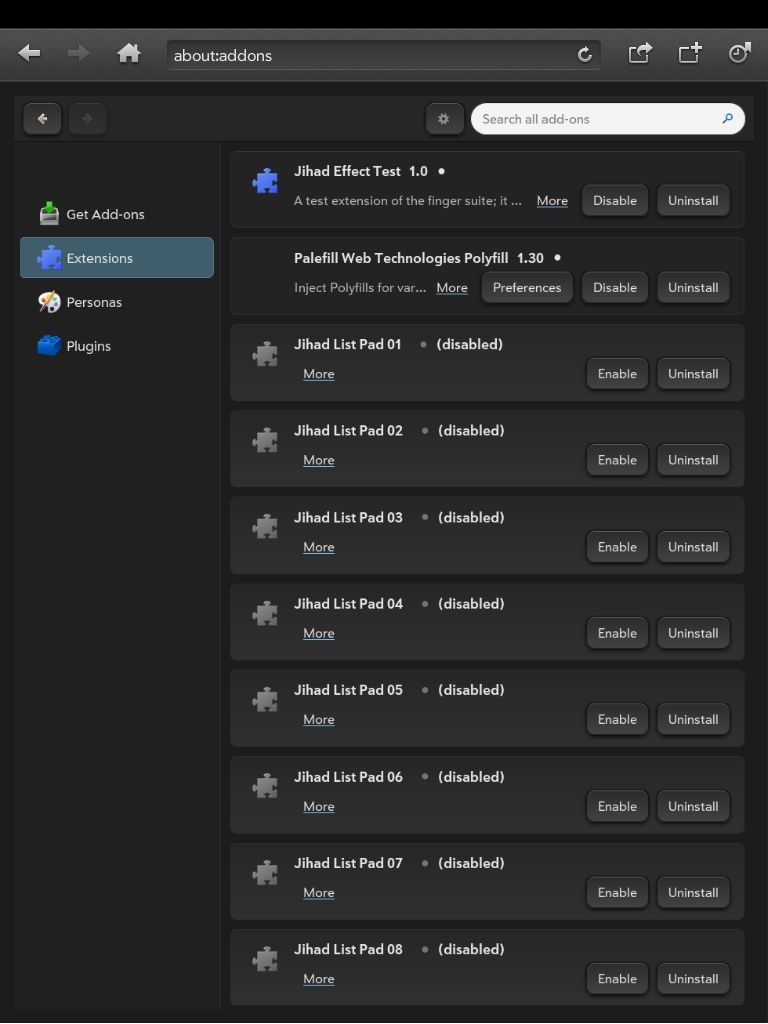 about:addons
Search all add-ons
Get Add-ons
Extensions
Personas
Plugins
Jihad Effect Test 1.0 •
A test extension of the finger suite; it ... More Disable Uninstall
Palefill Web Technologies Polyfill 1.30 •
Inject Polyfills for var... More Preferences Disable Uninstall
Jihad List Pad 01 • (disabled)
More Enable Uninstall
Jihad List Pad 02 • (disabled)
More Enable Uninstall
Jihad List Pad 03 • (disabled)
More Enable Uninstall
Jihad List Pad 04 • (disabled)
More Enable Uninstall
Jihad List Pad 05 • (disabled)
More Enable Uninstall
Jihad List Pad 06 • (disabled)
More Enable Uninstall
Jihad List Pad 07 • (disabled)
More Enable Uninstall
Jihad List Pad 08 • (disabled)
More Enable Uninstall